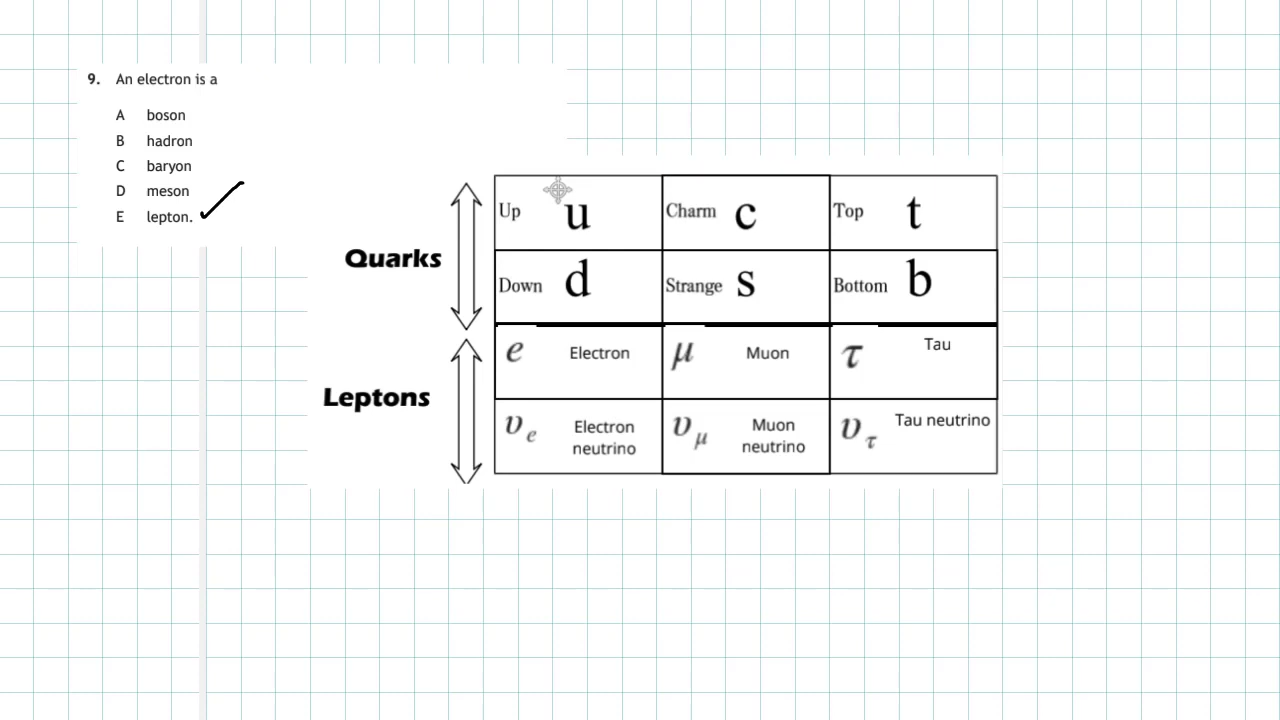 9. An electron is a
A boson
B hadron
C baryon
D meson
E lepton.
Quarks
Up u Charm c Top t
Down d Strange s Bottom b
Leptons
e Electron μ Muon τ Tau
υe Electron neutrino υμ Muon neutrino υτ Tau neutrino